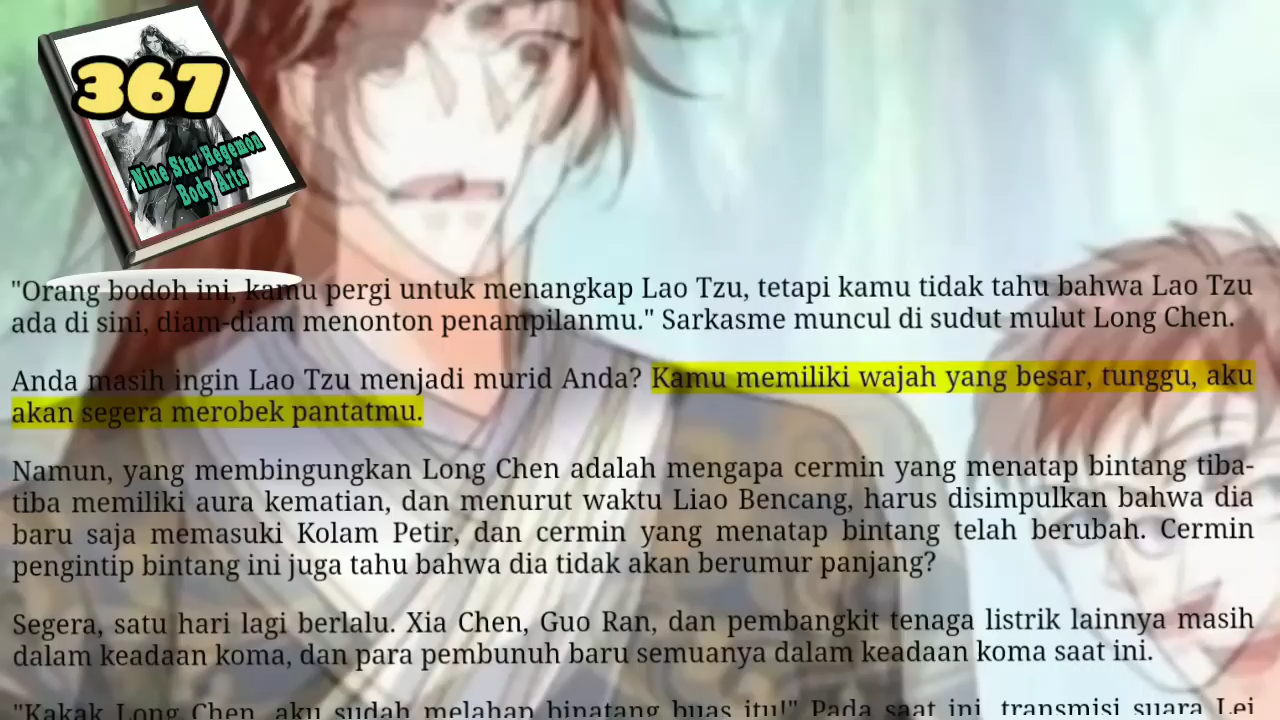 367
Nine Star Hegemon
Body Arts
"Orang bodoh ini, kamu pergi untuk menangkap Lao Tzu, tetapi kamu tidak tahu bahwa Lao Tzu
ada di sini, diam-diam menonton penampilanmu." Sarkasme muncul di sudut mulut Long Chen.
Anda masih ingin Lao Tzu menjadi murid Anda? Kamu memiliki wajah yang besar, tunggu, aku
akan segera merobek pantatmu.
Namun, yang membingungkan Long Chen adalah mengapa cermin yang menatap bintang tiba-
tiba memiliki aura kematian, dan menurut waktu Liao Bencang, harus disimpulkan bahwa dia
baru saja memasuki Kolam Petir, dan cermin yang menatap bintang telah berubah. Cermin
pengintip bintang ini juga tahu bahwa dia tidak akan berumur panjang?
Segera, satu hari lagi berlalu. Xia Chen, Guo Ran, dan pembangkit tenaga listrik lainnya masih
dalam keadaan koma, dan para pembunuh baru semuanya dalam keadaan koma saat ini.
"Kakak Long Chen, aku sudah melahap binatang buas itu!" Pada saat ini, transmisi suara Lei